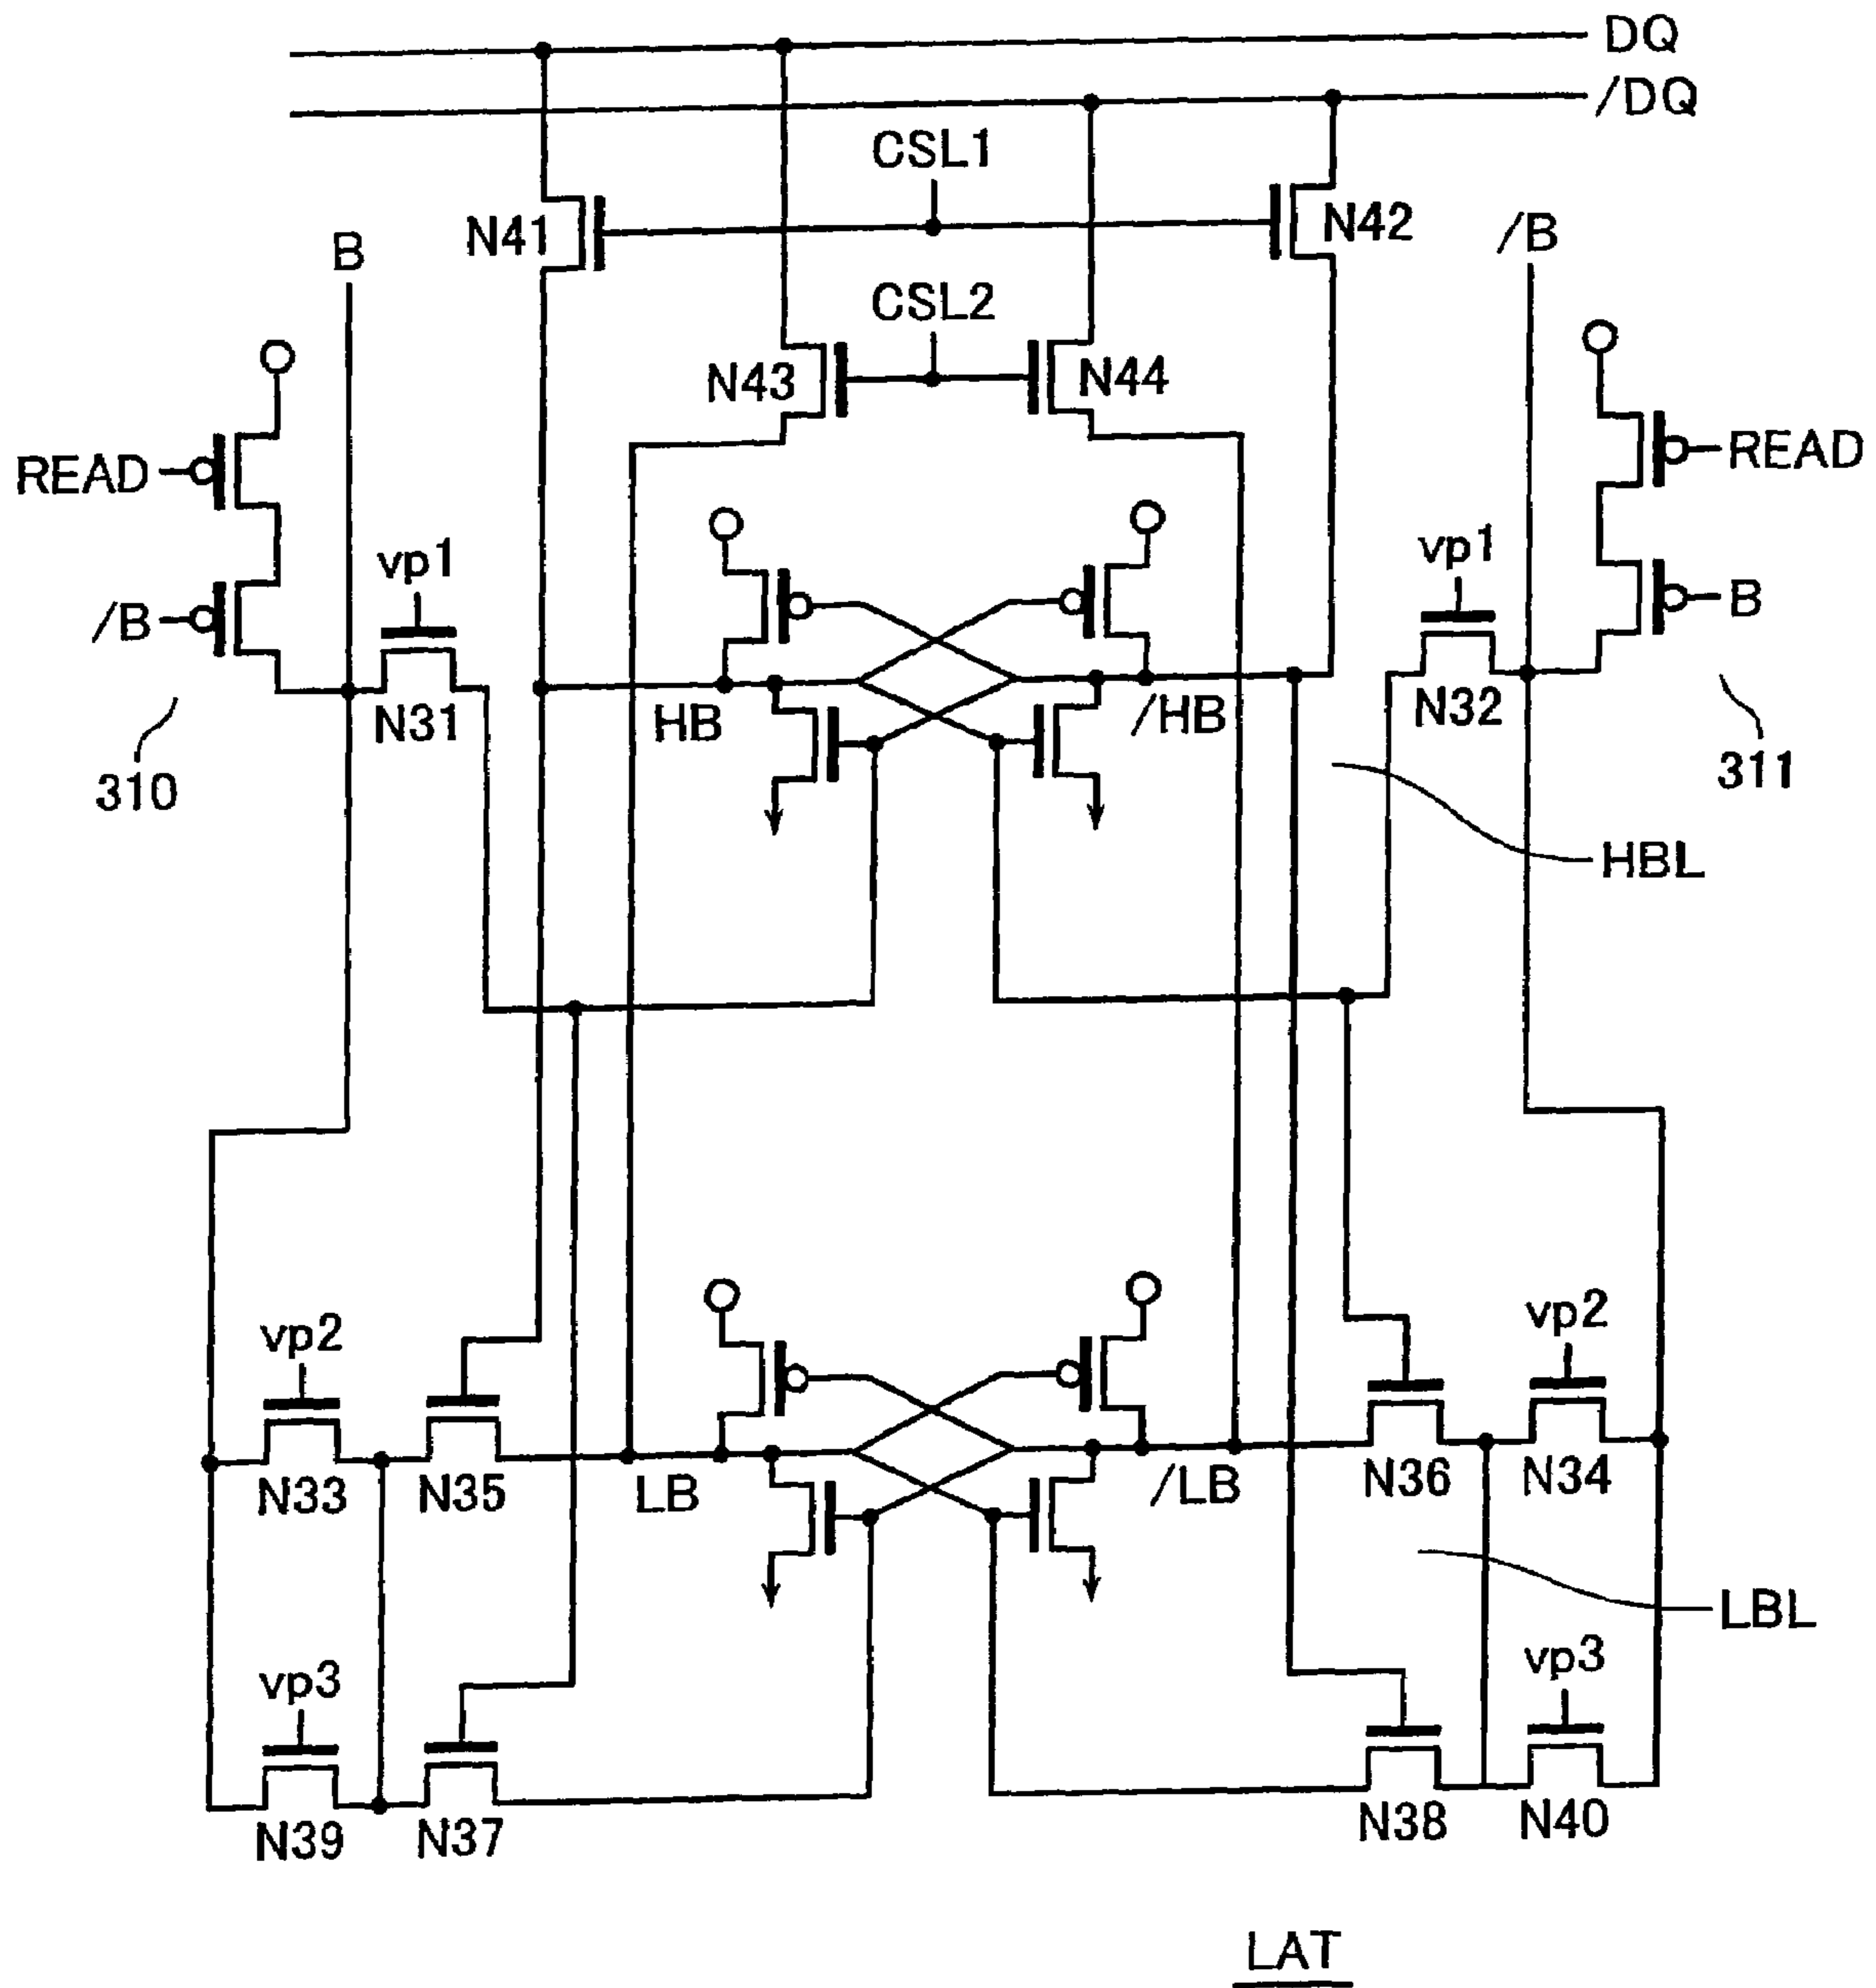 DQ
/DQ
CSL1
N41
N42
B
/B
CSL2
N43
N44
READ
READ
vp1
vp1
/B
B
N31
HB
/HB
N32
310
311
HBL
vp2
vp2
N33
N35
LB
/LB
N36
N34
LBL
vp3
vp3
N39
N37
N38
N40
LAT